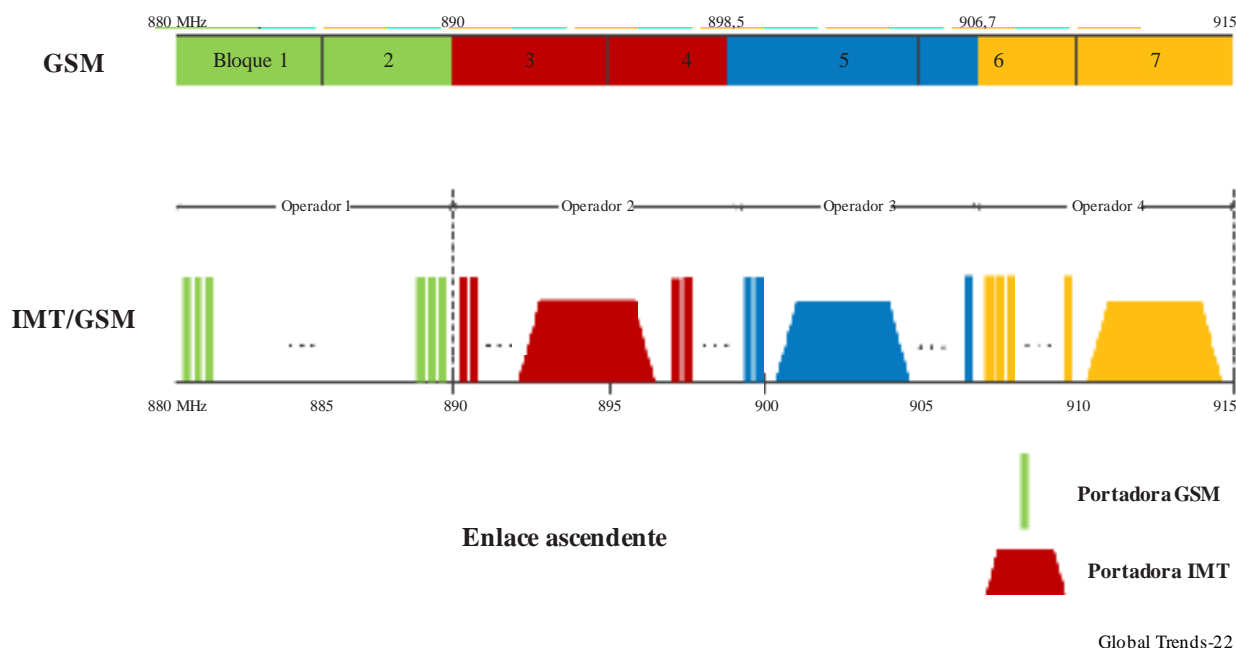 880 MHz 890 898,5 906,7 915
GSM
Bloque 1 2 3 4 5 6 7
Operador 1 Operador 2 Operador 3 Operador 4
IMT/GSM
880 MHz 885 890 895 900 905 910 915
Portadora GSM
Enlace ascendente
Portadora IMT
Global Trends-22